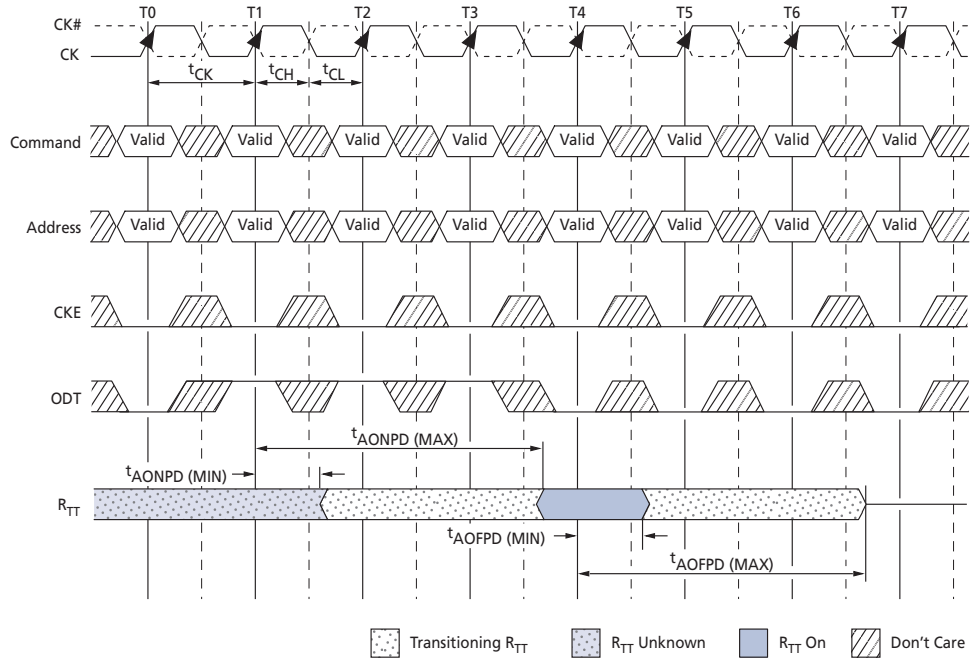 T0 T1 T2 T3 T4 T5 T6 T7
CK#
CK
tCK tCH tCL
Command Valid Valid Valid Valid Valid Valid Valid Valid
Address Valid Valid Valid Valid Valid Valid Valid Valid
CKE
ODT
tAONPD (MAX)
tAONPD (MIN)
RTT
tAOFPD (MIN)
tAOFPD (MAX)
Transitioning RTT RTT Unknown RTT On Don't Care